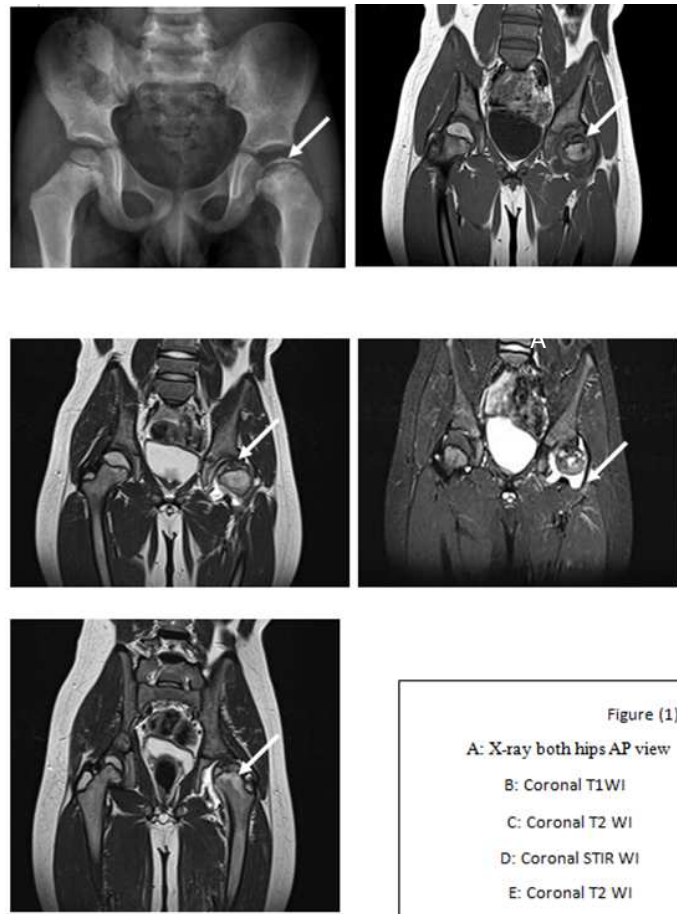 A
Figure (1)
A: X-ray both hips AP view
B: Coronal T1WI
C: Coronal T2 WI
D: Coronal STIR WI
E: Coronal T2 WI